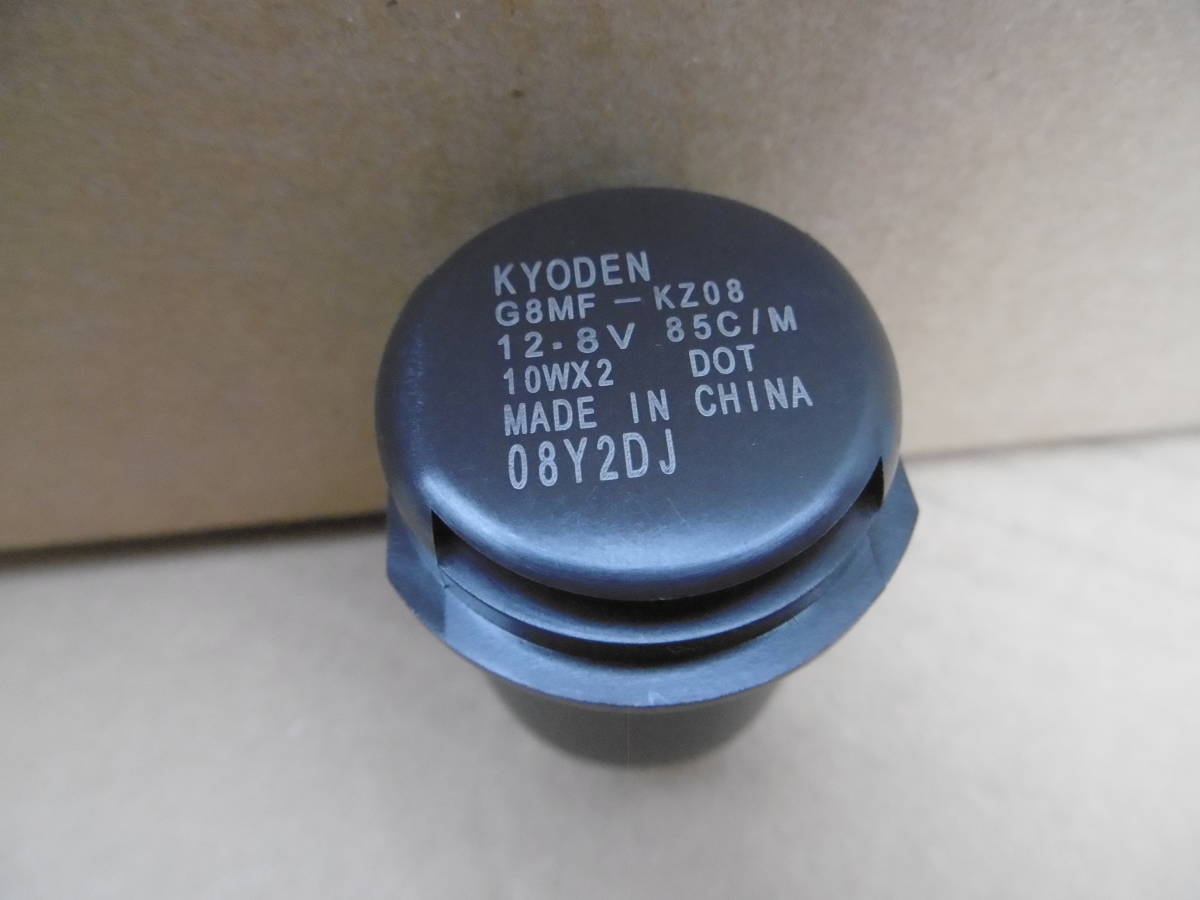 KYODEN
G8MF-KZ08
12.8V 85C/M
10WX2 DOT
MADE IN CHINA
08Y2DJ